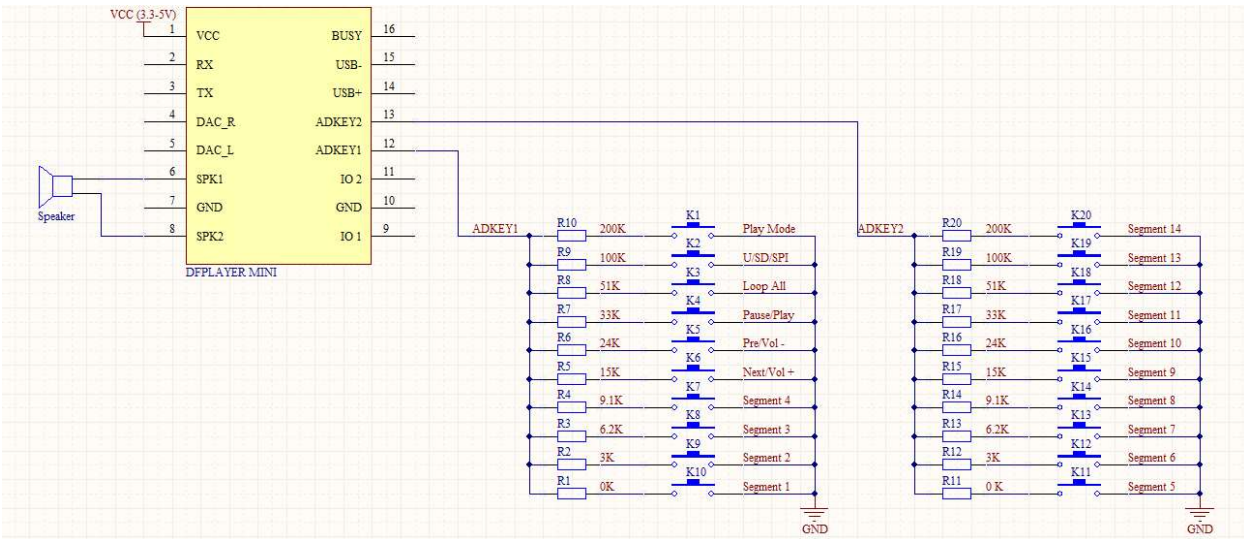 VCC (3.3-5V)
1 VCC BUSY 16
2 RX USB- 15
3 TX USB+ 14
4 DAC_R ADKEY2 13
5 DAC_L ADKEY1 12
6 SPK1 IO 2 11
7 GND GND 10
8 SPK2 IO 1 9
Speaker
DFPLAYER MINI
ADKEY1
R10 200K K1 Play Mode
R9 100K K2 U/SD/SPI
R8 51K K3 Loop All
R7 33K K4 Pause/Play
R6 24K K5 Pre/Vol -
R5 15K K6 Next/Vol +
R4 9.1K K7 Segment 4
R3 6.2K K8 Segment 3
R2 3K K9 Segment 2
R1 0K K10 Segment 1
GND
ADKEY2
R20 200K K20 Segment 14
R19 100K K19 Segment 13
R18 51K K18 Segment 12
R17 33K K17 Segment 11
R16 24K K16 Segment 10
R15 15K K15 Segment 9
R14 9.1K K14 Segment 8
R13 6.2K K13 Segment 7
R12 3K K12 Segment 6
R11 0 K K11 Segment 5
GND